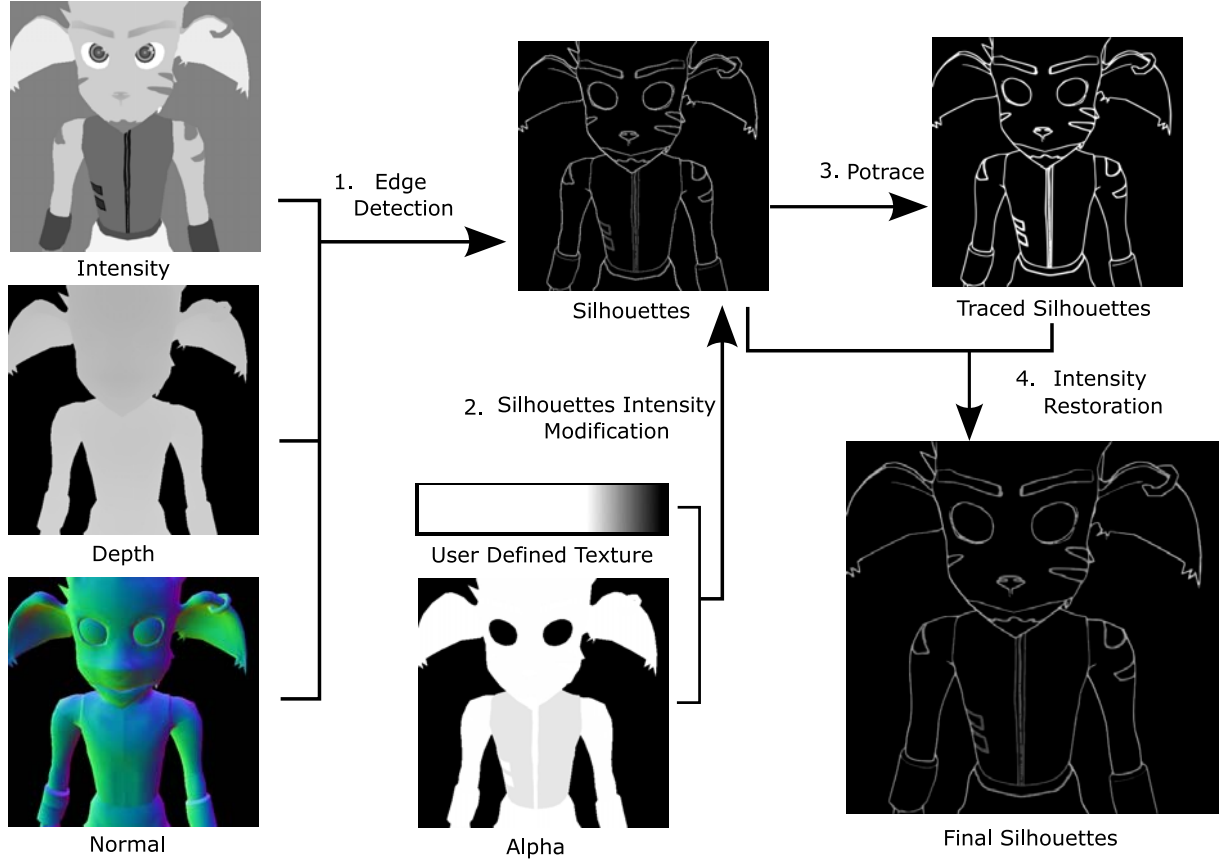 Intensity
Depth
Normal
1. Edge
Detection
Silhouettes
2. Silhouettes Intensity
Modification
User Defined Texture
Alpha
3. Potrace
Traced Silhouettes
4. Intensity
Restoration
Final Silhouettes